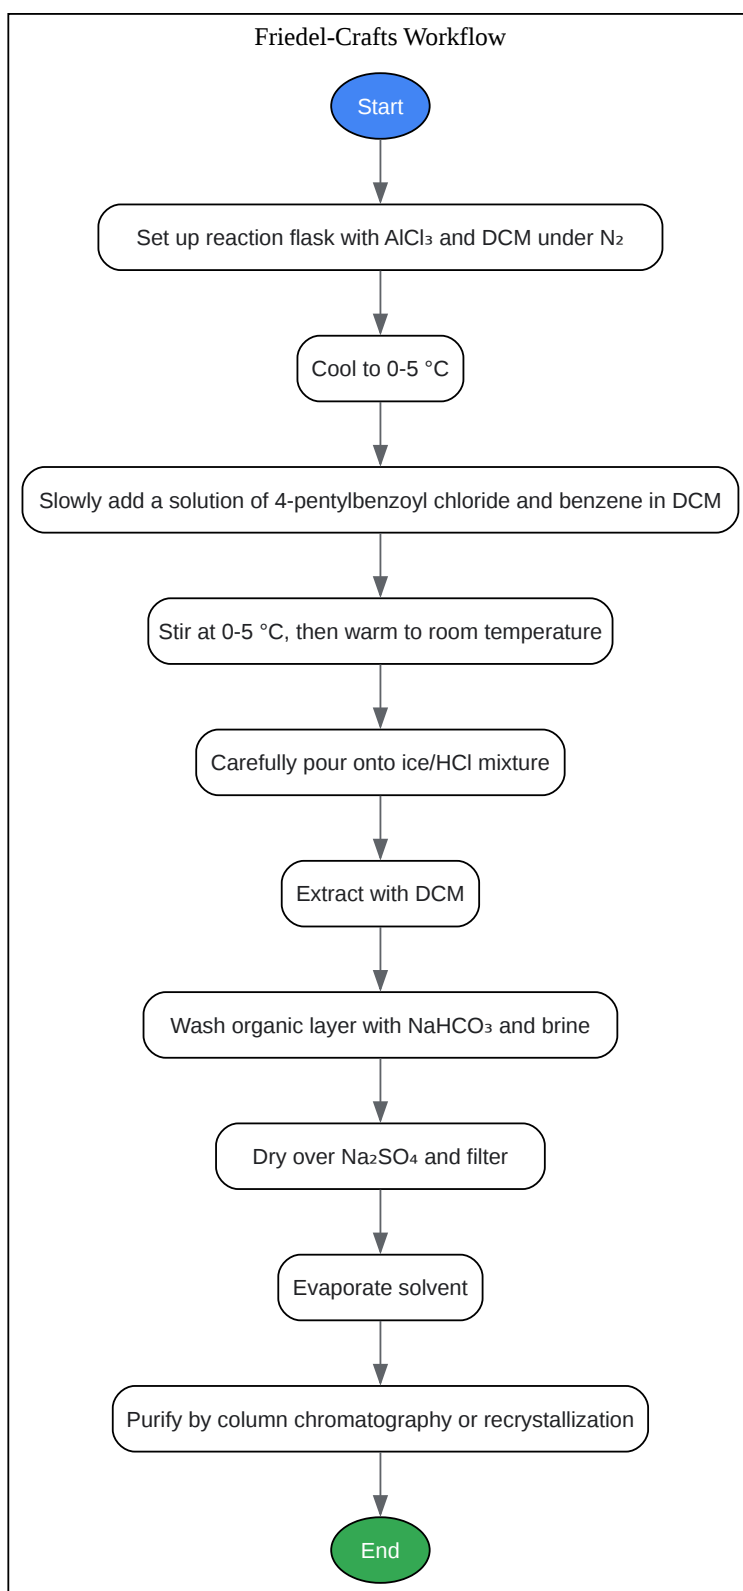 Friedel-Crafts Workflow
Start
Set up reaction flask with AlCl₃ and DCM under N₂
Cool to 0-5 °C
Slowly add a solution of 4-pentylbenzoyl chloride and benzene in DCM
Stir at 0-5 °C, then warm to room temperature
Carefully pour onto ice/HCl mixture
Extract with DCM
Wash organic layer with NaHCO₃ and brine
Dry over Na₂SO₄ and filter
Evaporate solvent
Purify by column chromatography or recrystallization
End